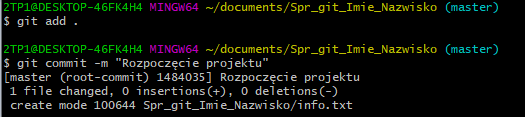 2TP1@DESKTOP-46FK4H4 MINGW64 ~/documents/Spr_git_Imie_Nazwisko (master)
$ git add .
2TP1@DESKTOP-46FK4H4 MINGW64 ~/documents/Spr_git_Imie_Nazwisko (master)
$ git commit -m "Rozpoczęcie projektu"
[master (root-commit) 1484035] Rozpoczęcie projektu
 1 file changed, 0 insertions(+), 0 deletions(-)
 create mode 100644 Spr_git_Imie_Nazwisko/info.txt